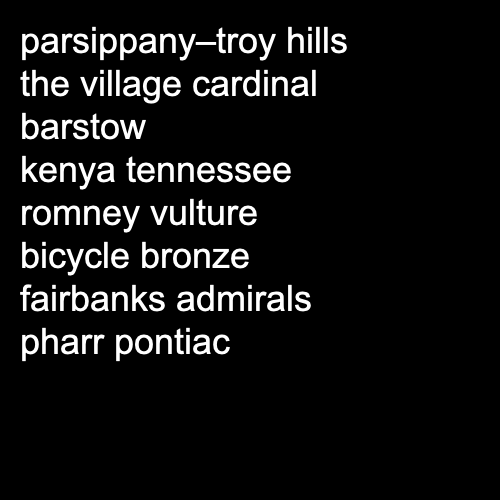 parsippany–troy hills
the village cardinal
barstow
kenya tennessee
romney vulture
bicycle bronze
fairbanks admirals
pharr pontiac